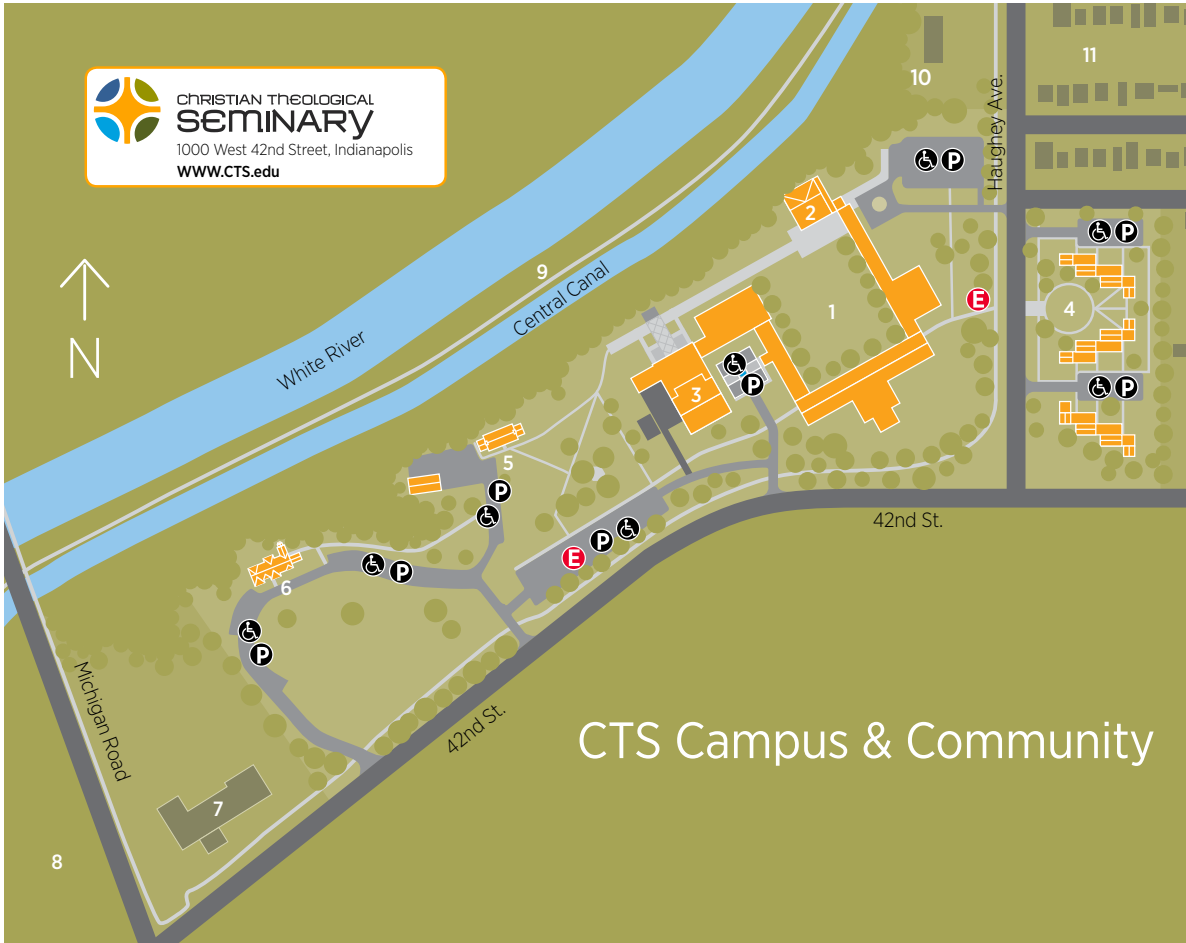 CHRISTIAN THEOLOGICAL
SEMINARY
1000 West 42nd Street, Indianapolis
WWW.CTS.edu
11
10
Haughey Ave.
P
2
P
N
9
Central Canal
White River
1
E
4
P
3
P
5
P
42nd St.
P
E
P
6
P
Michigan Road
42nd St.
CTS Campus & Community
7
8